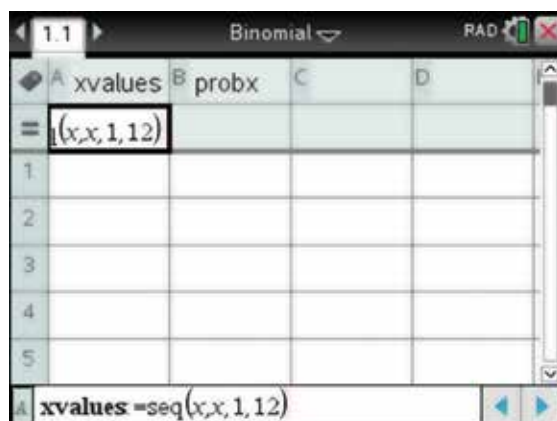 1.1 Binomial RAD
A xvalues B probx C D
= (x,x,1,12)
1
2
3
4
5
A xvalues:=seq(x,x,1,12)